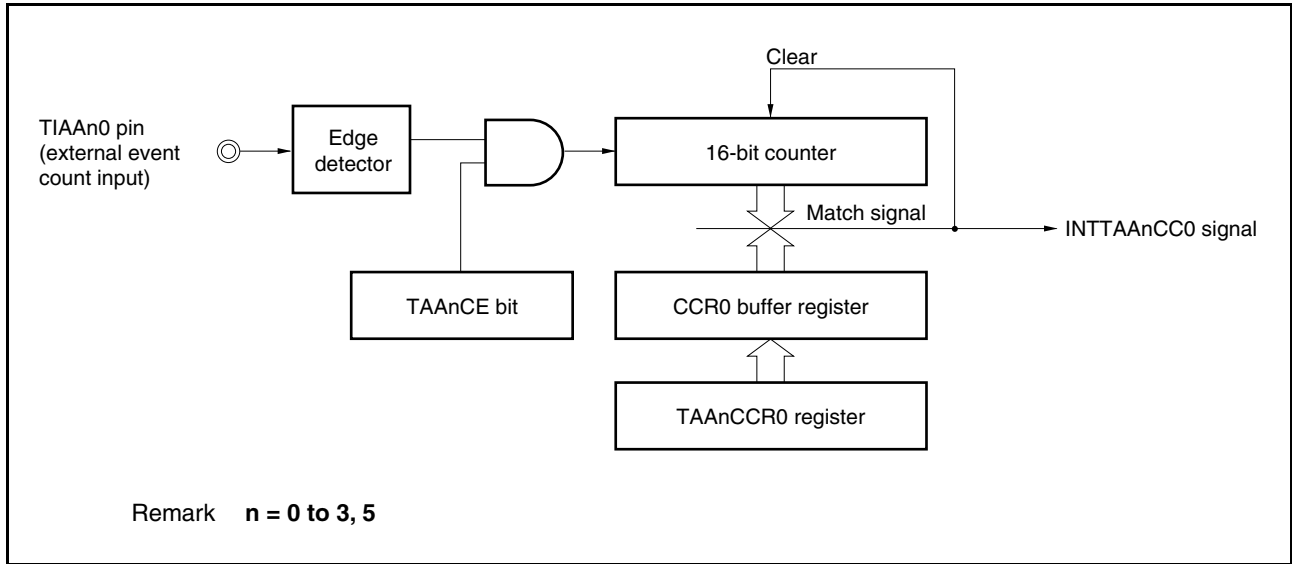 Clear
TIAAn0 pin
(external event
count input)
Edge
detector
16-bit counter
Match signal
INTTAAnCC0 signal
TAAnCE bit
CCR0 buffer register
TAAnCCR0 register
Remark n = 0 to 3, 5